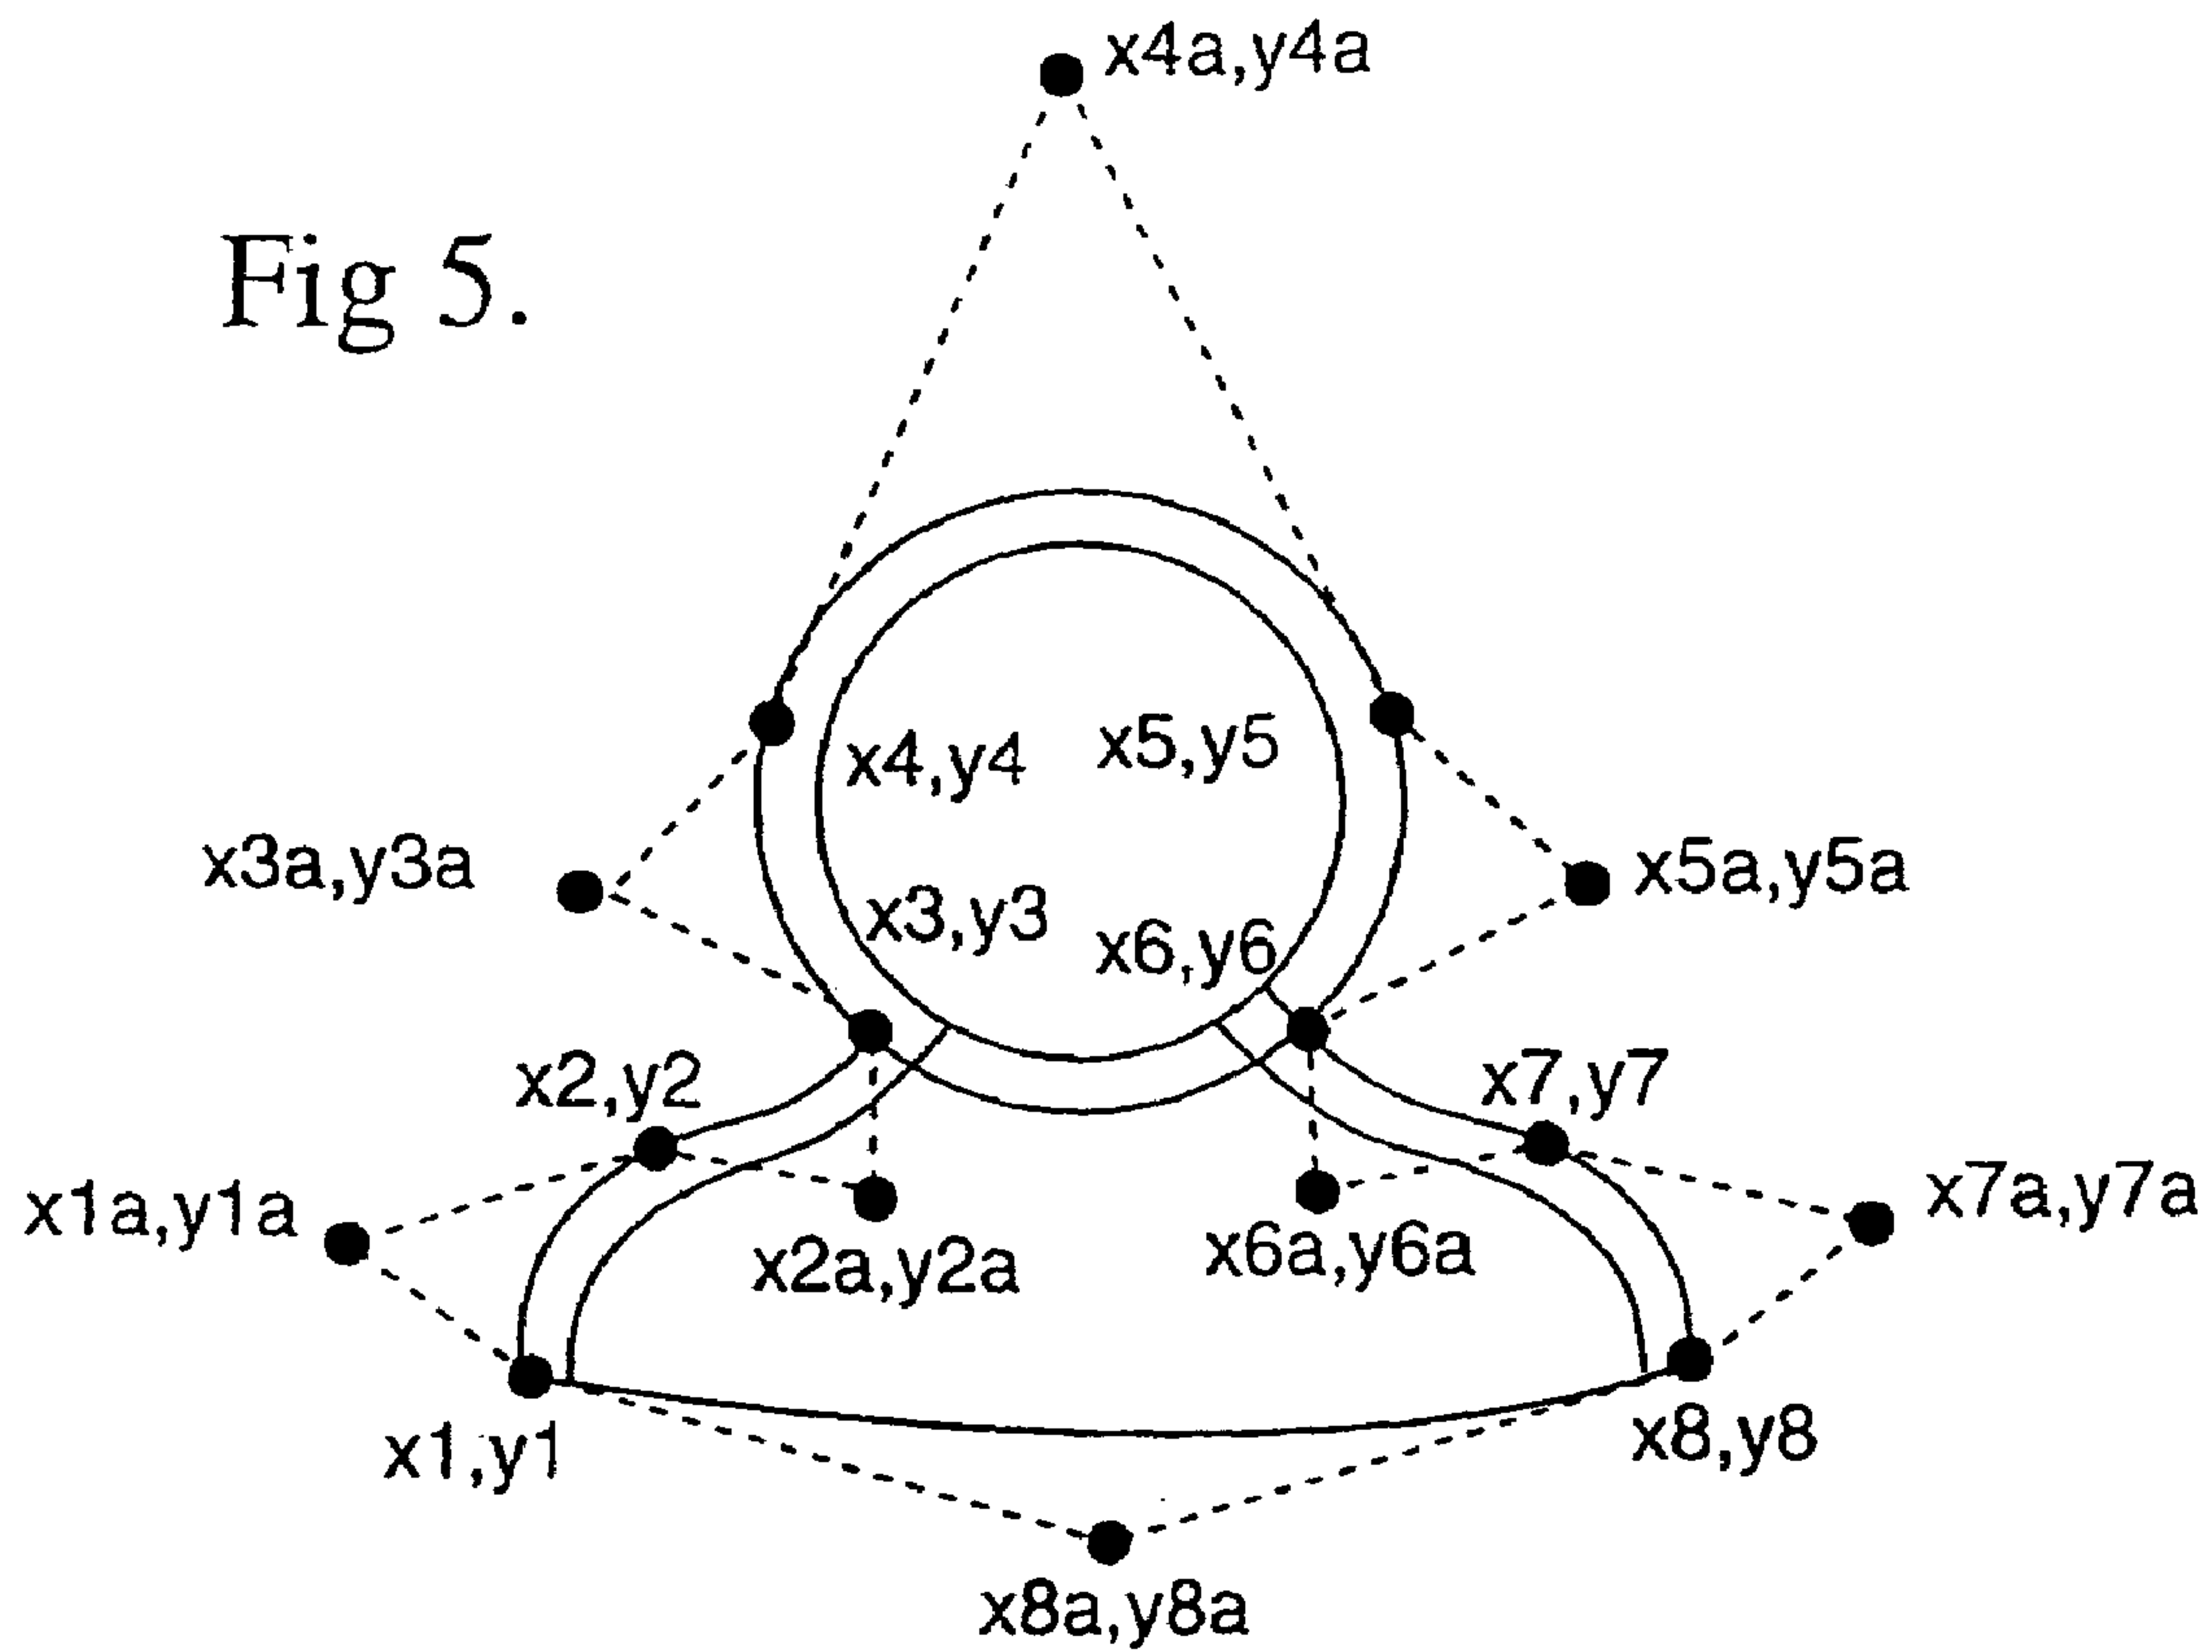 x4a,y4a
Fig 5.
x4,y4
x5,y5
x3a,y3a
x5a,y5a
x3,y3
x6,y6
x2,y2
x7,y7
x1a,y1a
x7a,y7a
x2a,y2a
x6a,y6a
x1,y1
x8,y8
x8a,y8a